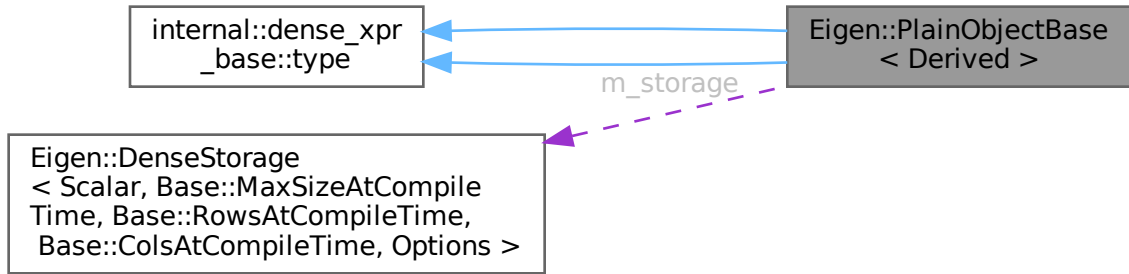 internal::dense_xpr
_base::type
Eigen::PlainObjectBase
< Derived >
m_storage
Eigen::DenseStorage
< Scalar, Base::MaxSizeAtCompile
Time, Base::RowsAtCompileTime,
Base::ColsAtCompileTime, Options >